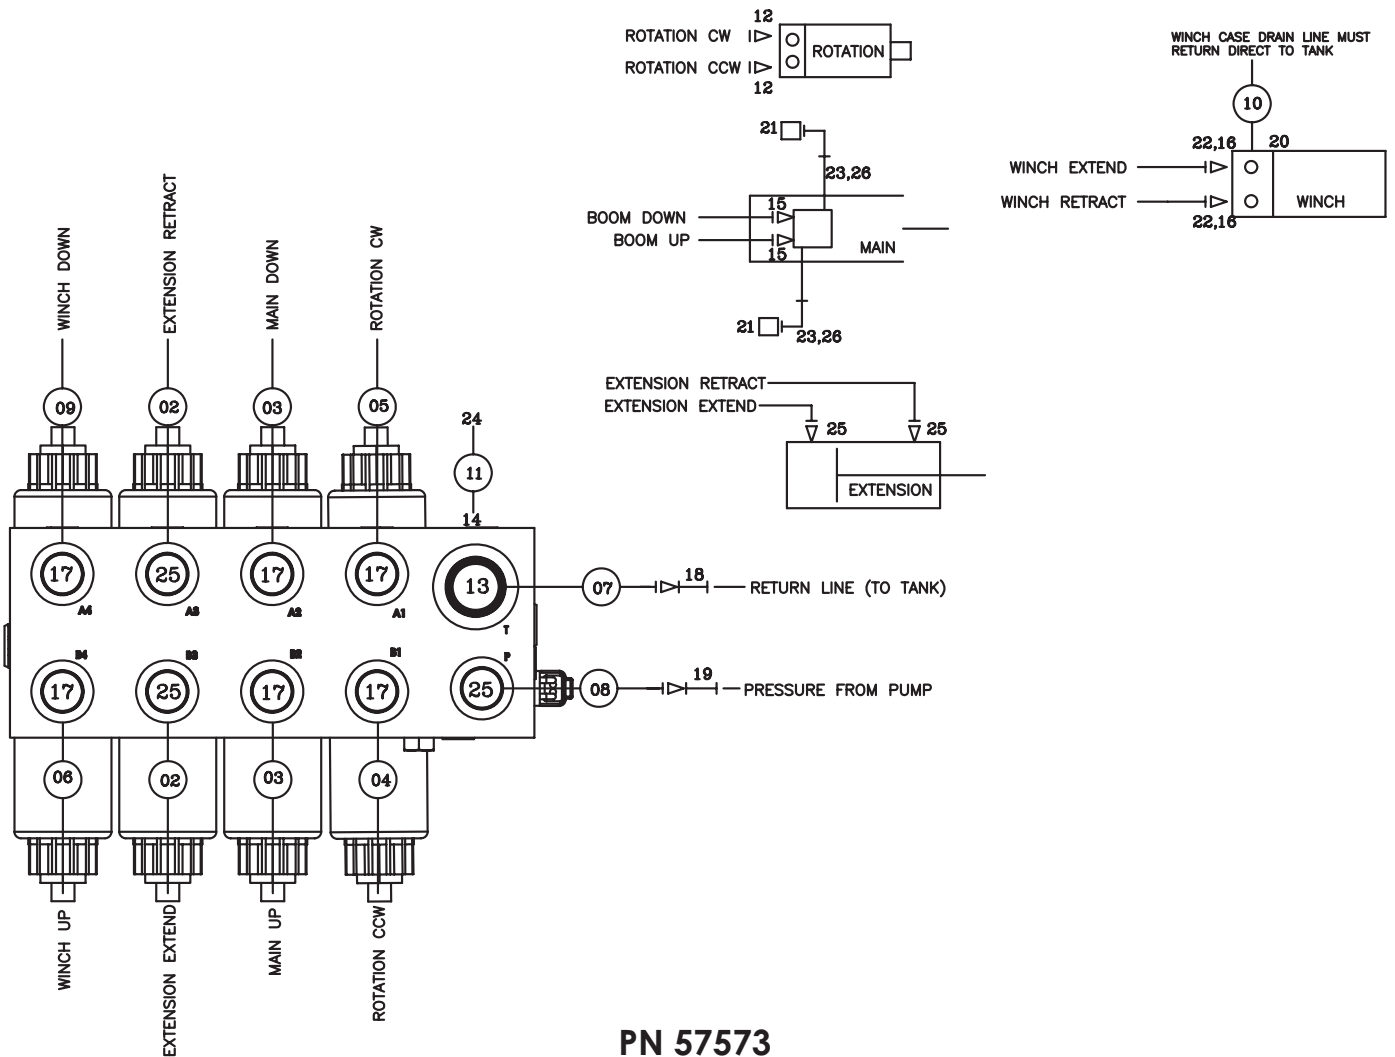 12
ROTATION CW
ROTATION
ROTATION CCW
12
WINCH CASE DRAIN LINE MUST
RETURN DIRECT TO TANK
10
22,16
20
WINCH EXTEND
WINCH RETRACT
WINCH
22,16
21
23,26
15
BOOM DOWN
BOOM UP
MAIN
15
21
23,26
EXTENSION RETRACT
EXTENSION EXTEND
25
25
EXTENSION
WINCH DOWN
EXTENSION RETRACT
MAIN DOWN
ROTATION CW
09
02
03
05
24
11
14
17
25
17
17
13
A4
A3
A2
A1
T
07
18
RETURN LINE (TO TANK)
B4
B3
B2
B1
P
17
25
17
17
25
08
19
PRESSURE FROM PUMP
06
02
03
04
WINCH UP
EXTENSION EXTEND
MAIN UP
ROTATION CCW
PN 57573